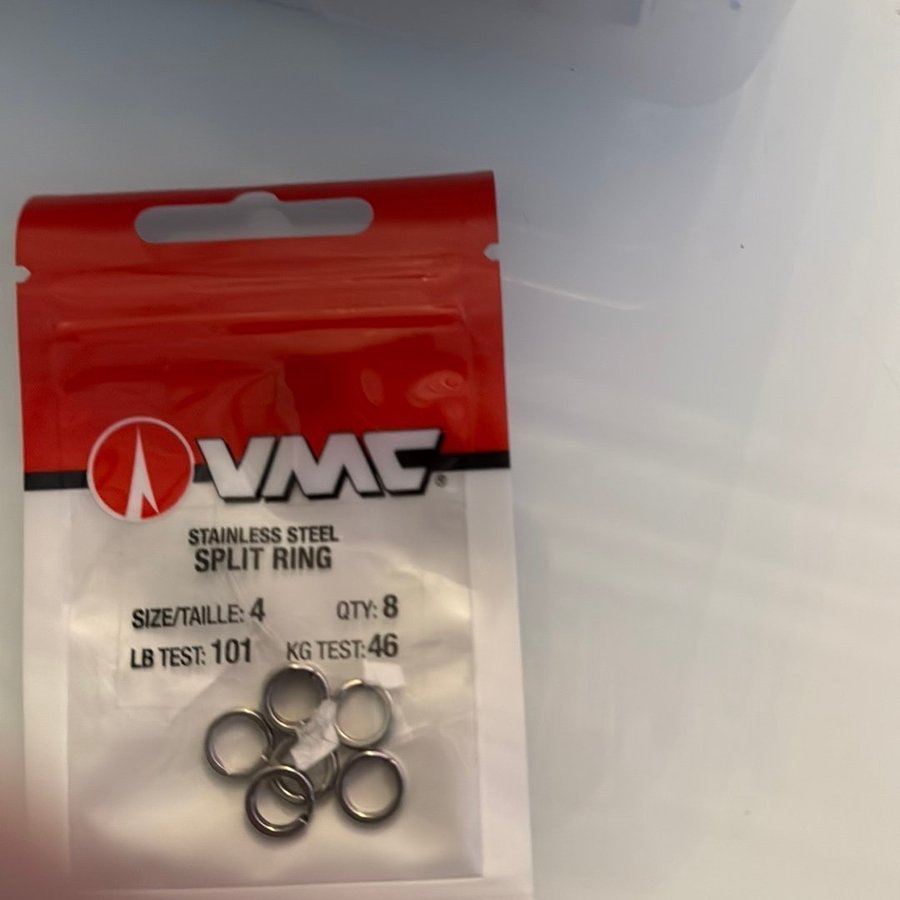 VMC®
STAINLESS STEEL
SPLIT RING
SIZE/TAILLE: 4 QTY: 8
LB TEST: 101 KG TEST: 46